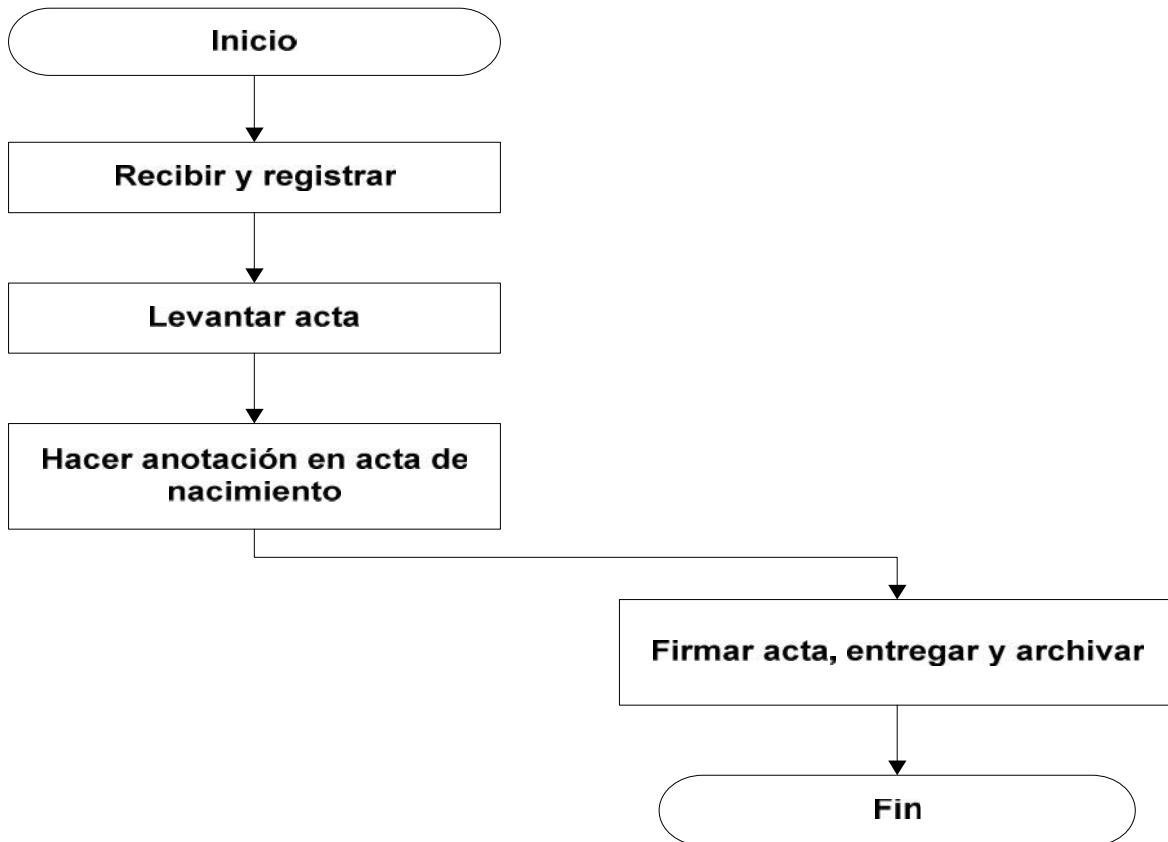 Inicio
Recibir y registrar
Levantar acta
Hacer anotación en acta de
nacimiento
Firmar acta, entregar y archivar
Fin